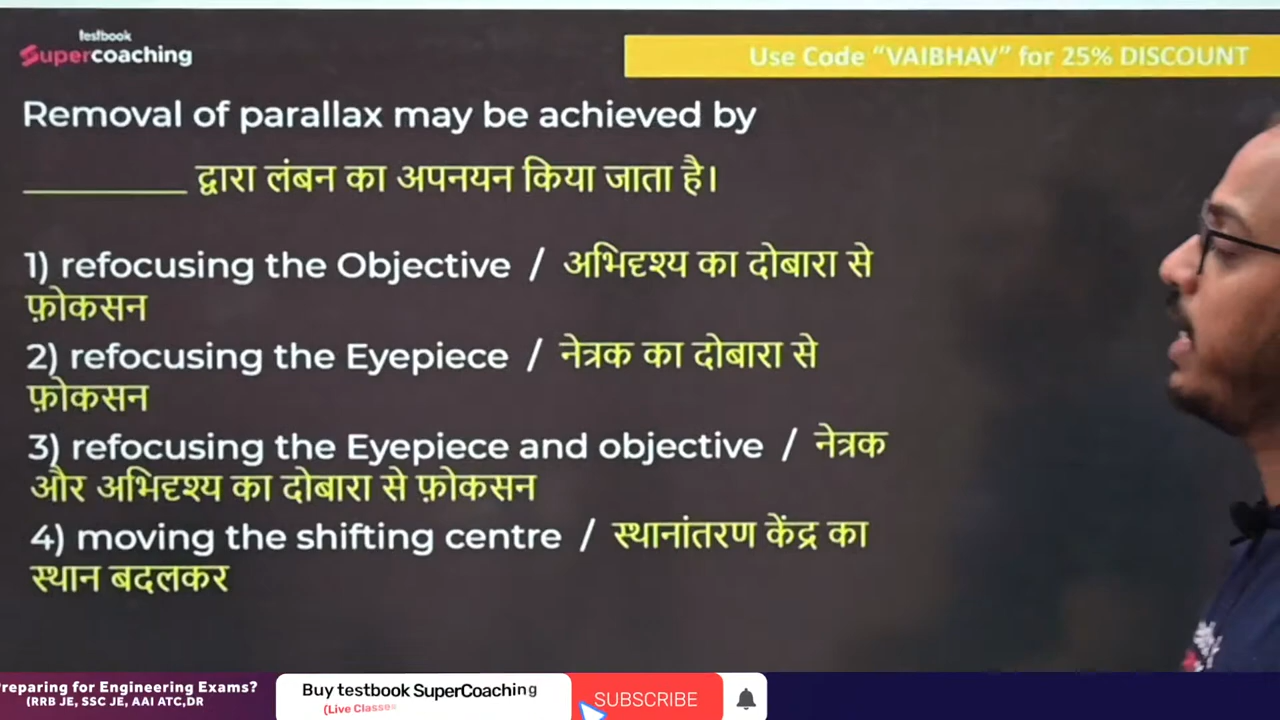 testbook
Supercoaching
Use Code “VAIBHAV” for 25% DISCOUNT
Removal of parallax may be achieved by
_________ द्वारा लंबन का अपनयन किया जाता है।
1) refocusing the Objective / अभिदृश्य का दोबारा से
फ़ोकसन
2) refocusing the Eyepiece / नेत्रक का दोबारा से
फ़ोकसन
3) refocusing the Eyepiece and objective / नेत्रक
और अभिदृश्य का दोबारा से फ़ोकसन
4) moving the shifting centre / स्थानांतरण केंद्र का
स्थान बदलकर
Preparing for Engineering Exams?
(RRB JE, SSC JE, AAI ATC,DR
Buy testbook SuperCoaching
(Live Classes
SUBSCRIBE